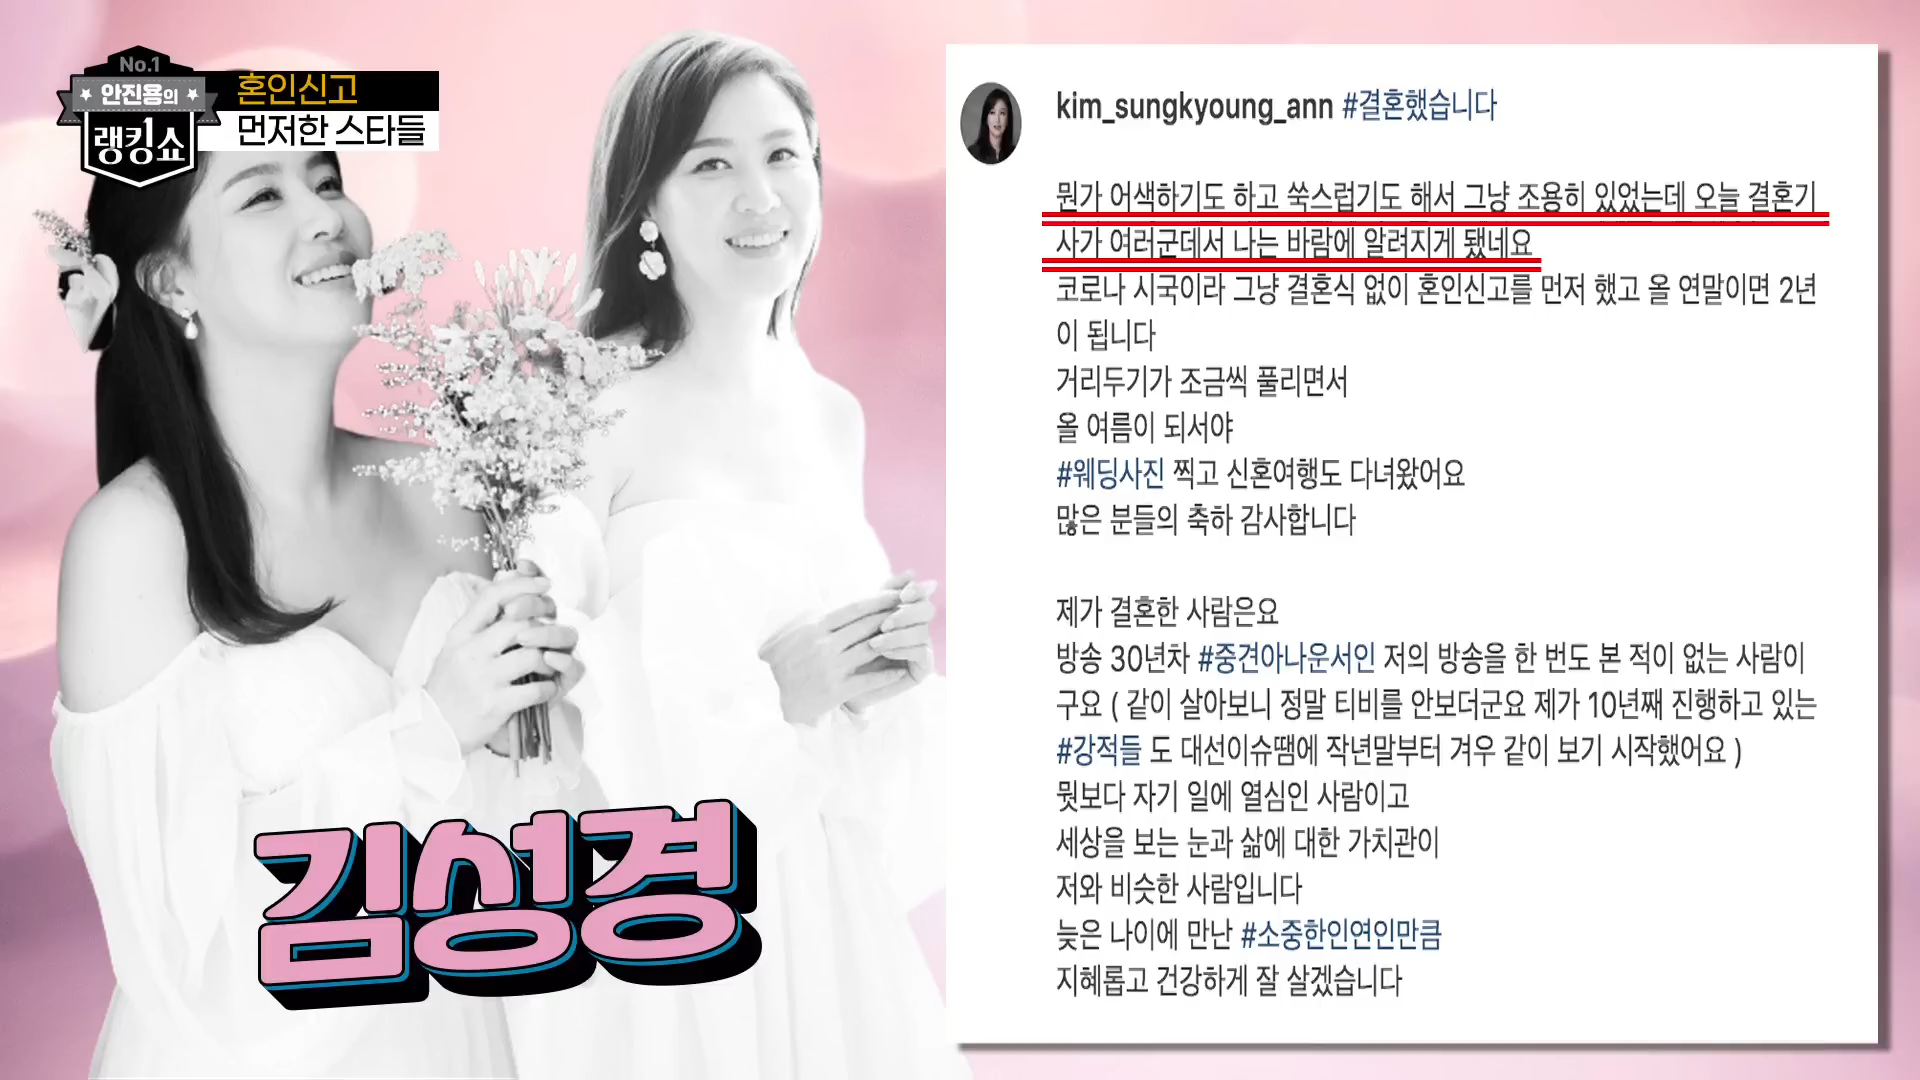 No.1
안진용의
랭킹쇼
혼인신고
먼저한 스타들
김성경
kim_sungkyoung_ann #결혼했습니다
뭔가 어색하기도 하고 쑥스럽기도 해서 그냥 조용히 있었는데 오늘 결혼기
사가 여러군데서 나는 바람에 알려지게 됐네요
코로나 시국이라 그냥 결혼식 없이 혼인신고를 먼저 했고 올 연말이면 2년
이 됩니다
거리두기가 조금씩 풀리면서
올 여름이 되서야
#웨딩사진 찍고 신혼여행도 다녀왔어요
많은 분들의 축하 감사합니다
제가 결혼한 사람은요
방송 30년차 #중견아나운서인 저의 방송을 한 번도 본 적이 없는 사람이
구요 ( 같이 살아보니 정말 티비를 안보더군요 제가 10년째 진행하고 있는
#강적들 도 대선이슈땜에 작년말부터 겨우 같이 보기 시작했어요 )
뭣보다 자기 일에 열심인 사람이고
세상을 보는 눈과 삶에 대한 가치관이
저와 비슷한 사람입니다
늦은 나이에 만난 #소중한인연인만큼
지혜롭고 건강하게 잘 살겠습니다